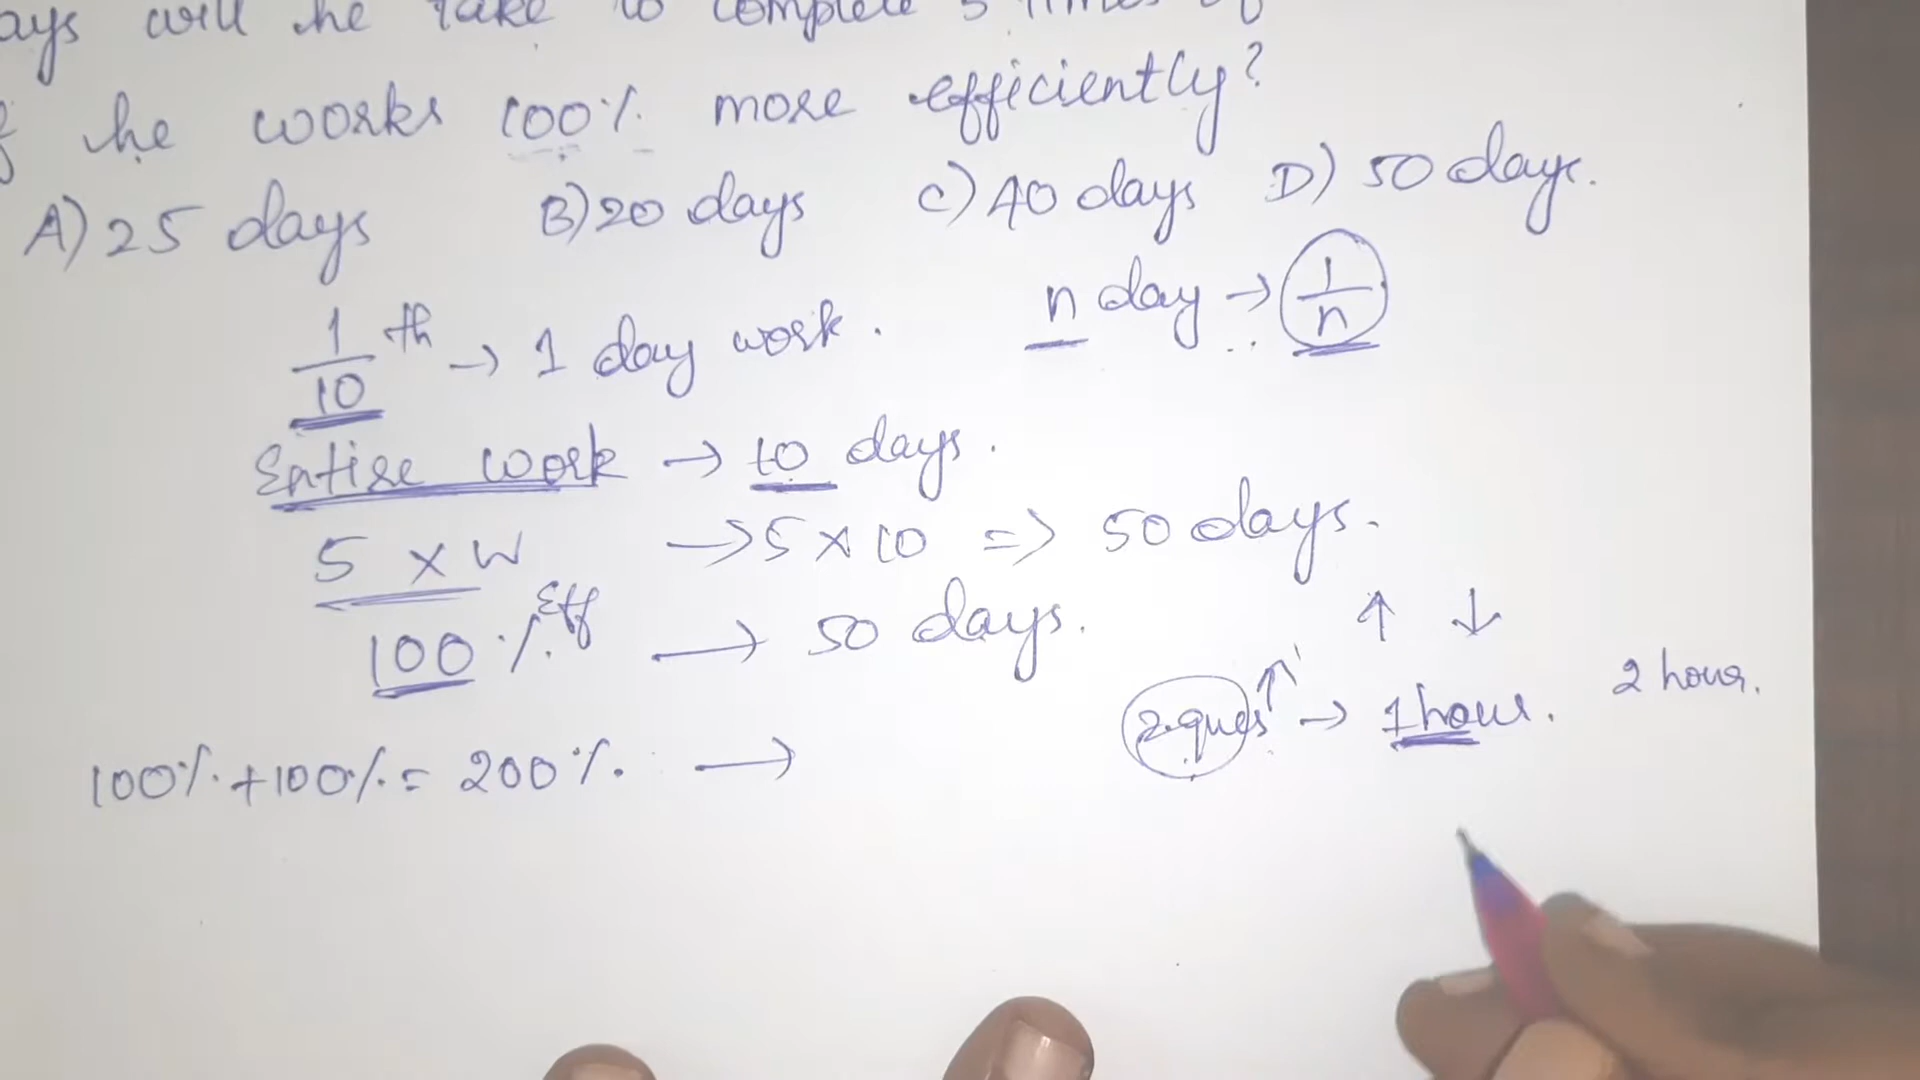 ays will he take to complete 5 times of
he works 100% more efficiently?
A) 25 days B) 20 days C) 40 days D) 50 days.
1/10 th → 1 day work. n day → 1/n
Entire work → 10 days.
5 x W → 5 x 10 => 50 days.
100% Eff → 50 days. ↑ ↓
2 ques ↑ → 1 hour. 2 hour.
100% + 100% = 200% →